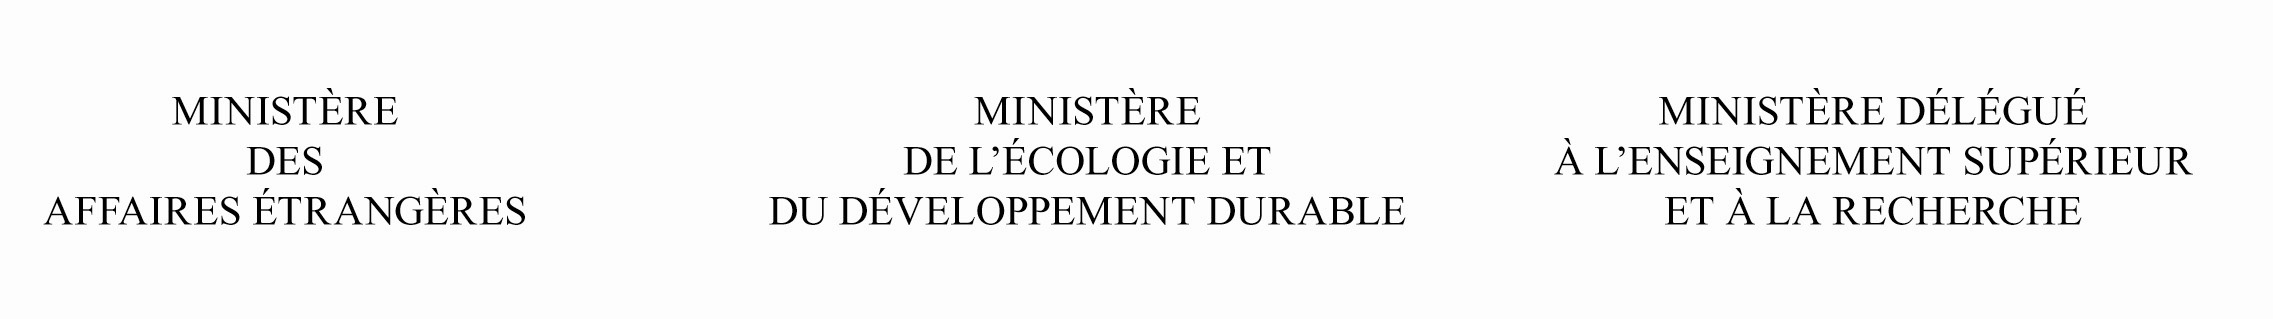 MINISTÈRE
DES
AFFAIRES ÉTRANGÈRES
MINISTÈRE
DE L’ÉCOLOGIE ET
DU DÉVELOPPEMENT DURABLE
MINISTÈRE DÉLÉGUÉ
À L’ENSEIGNEMENT SUPÉRIEUR
ET À LA RECHERCHE